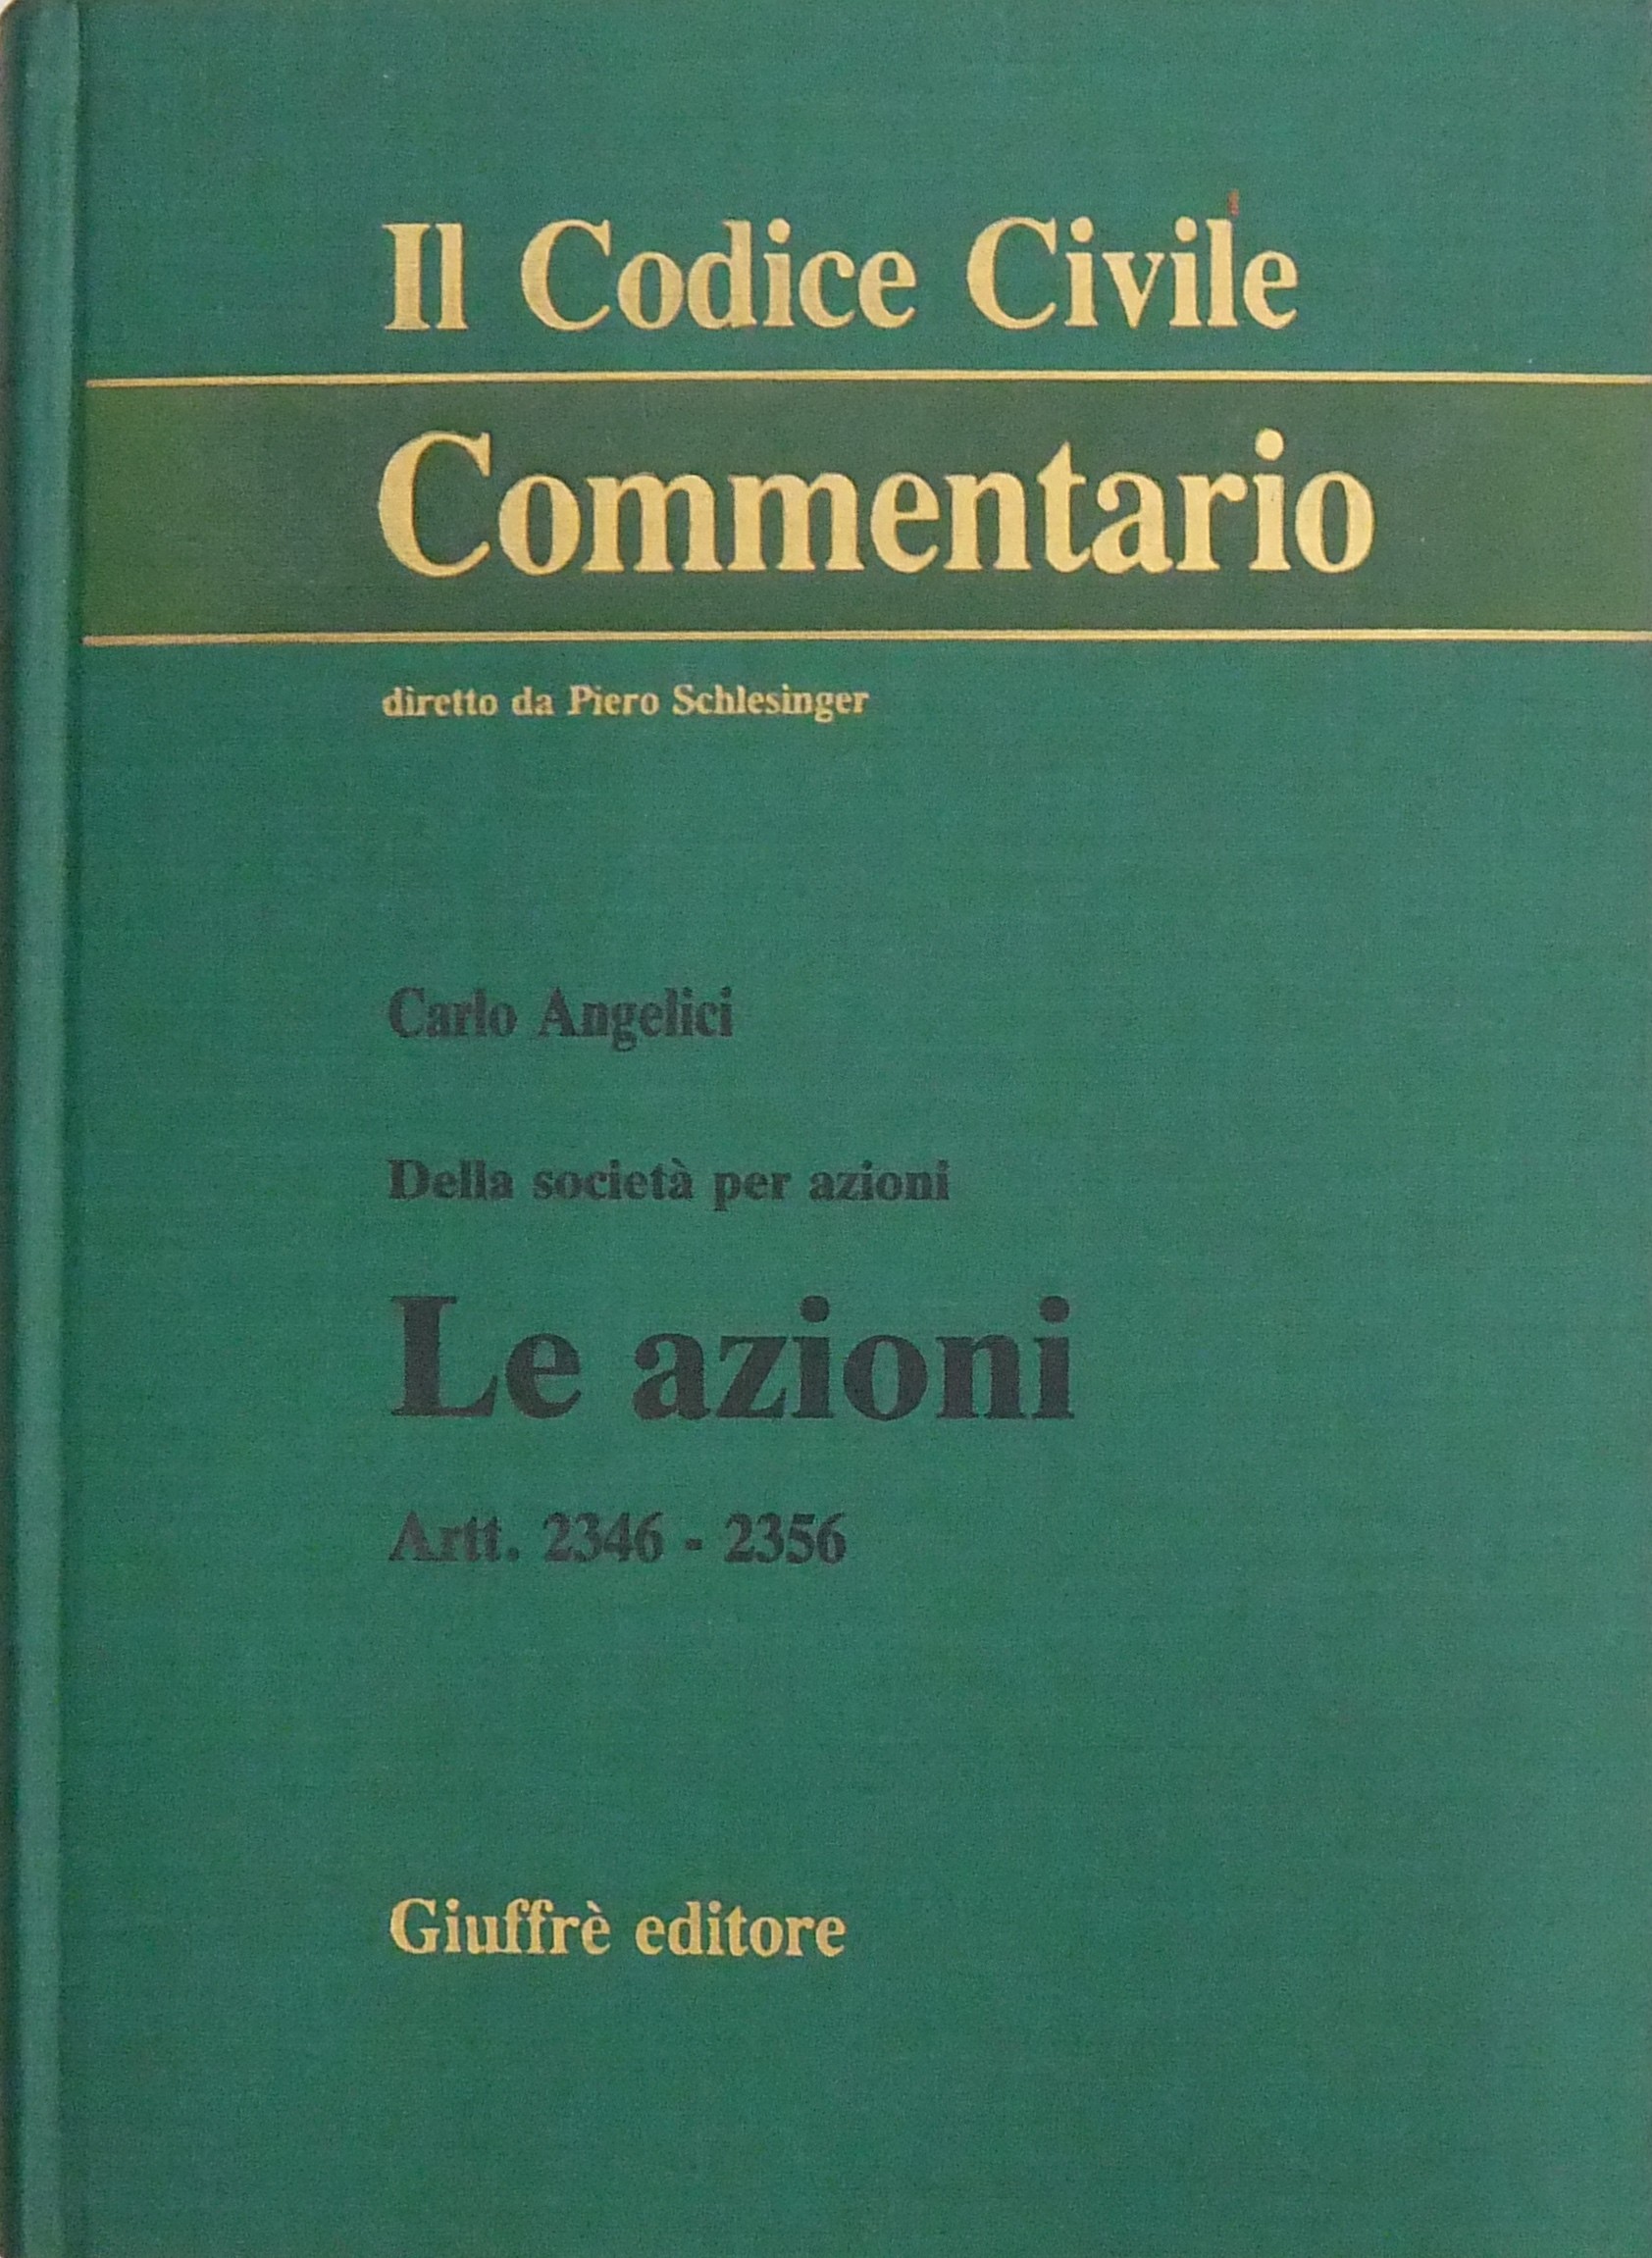 Il Codice Civile
Commentario
diretto da Piero Schlesinger
Carlo Angelici
Della società per azioni
Le azioni
Artt. 2346 - 2356
Giuffrè editore